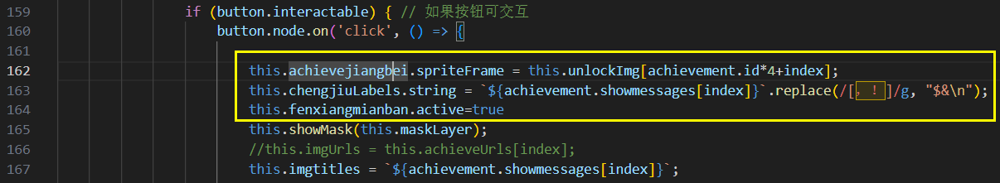 159 if (button.interactable) { // 如果按钮可交互
160 button.node.on('click', () => {
161
162 this.achievejiangbei.spriteFrame = this.unlockImg[achievement.id*4+index];
163 this.chengjiuLabels.string = `${achievement.showmessages[index]}`.replace(/[，！]/g, "$&\n");
164 this.fenxiangmianban.active=true
165 this.showMask(this.maskLayer);
166 //this.imgUrls = this.achieveUrls[index];
167 this.imgtitles = `${achievement.showmessages[index]}`;